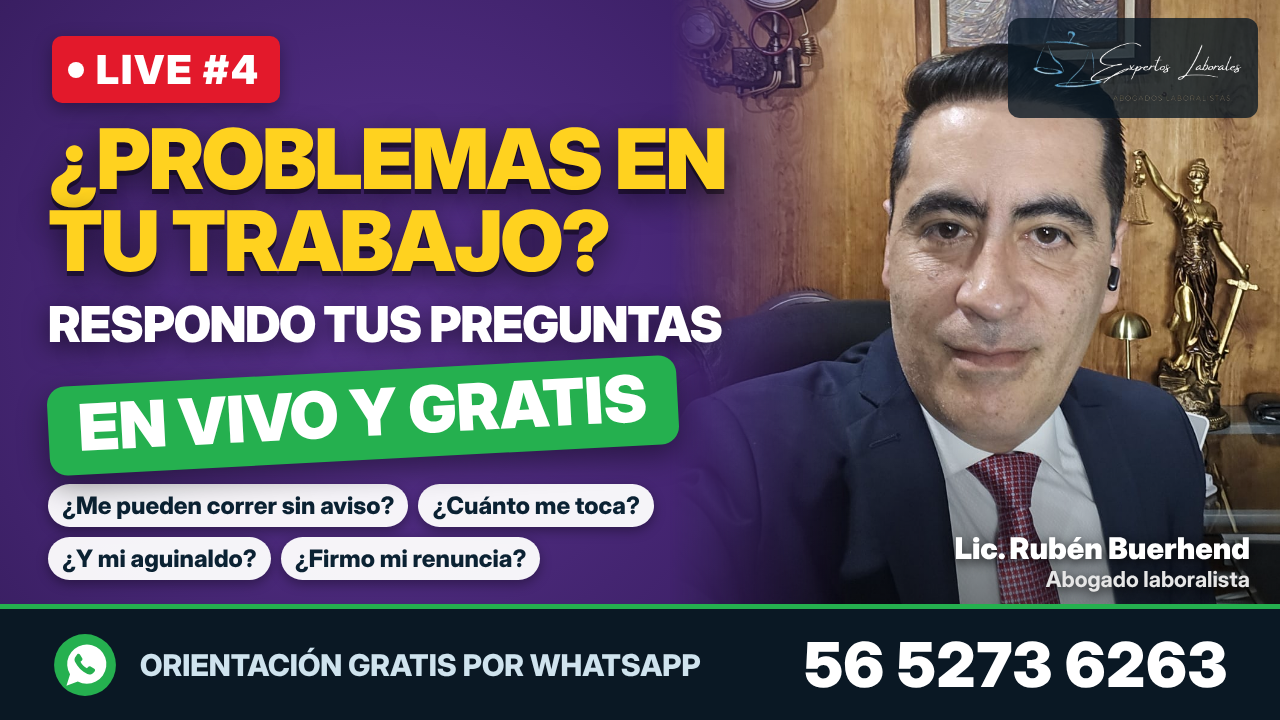 LIVE #4
Expertos Laborales
ABOGADOS LABORALISTAS
¿PROBLEMAS EN
TU TRABAJO?
RESPONDO TUS PREGUNTAS
EN VIVO Y GRATIS
¿Me pueden correr sin aviso?
¿Cuánto me toca?
¿Y mi aguinaldo?
¿Firmo mi renuncia?
Lic. Rubén Buerhend
Abogado laboralista
ORIENTACIÓN GRATIS POR WHATSAPP
56 5273 6263